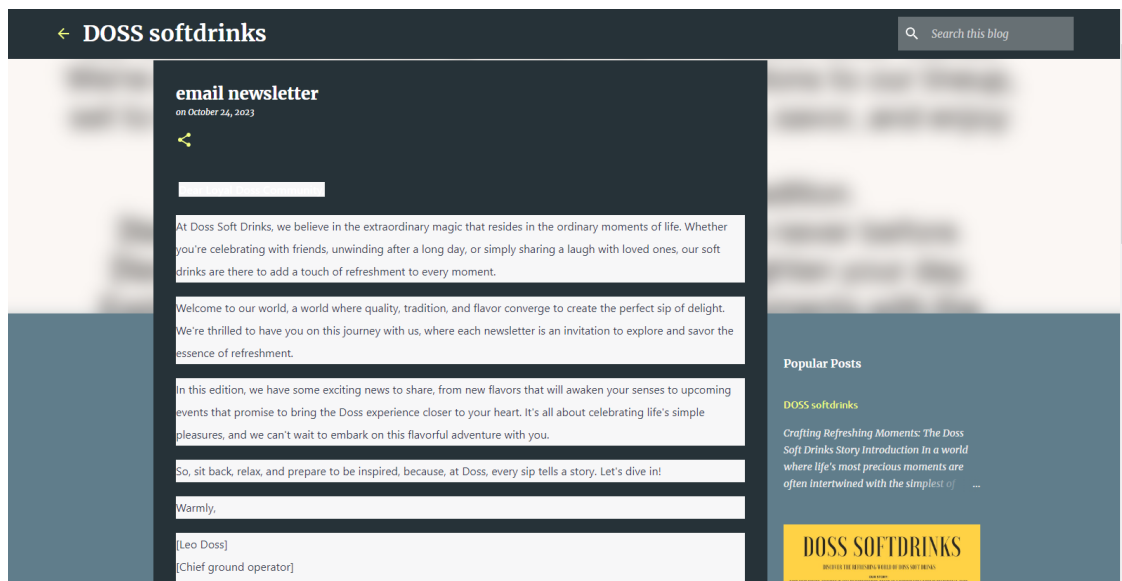 DOSS softdrinks
Search this blog
email newsletter
on October 24, 2023
At Doss Soft Drinks, we believe in the extraordinary magic that resides in the ordinary moments of life. Whether
you're celebrating with friends, unwinding after a long day, or simply sharing a laugh with loved ones, our soft
drinks are there to add a touch of refreshment to every moment.
Welcome to our world, a world where quality, tradition, and flavor converge to create the perfect sip of delight.
We're thrilled to have you on this journey with us, where each newsletter is an invitation to explore and savor the
essence of refreshment.
In this edition, we have some exciting news to share, from new flavors that will awaken your senses to upcoming
events that promise to bring the Doss experience closer to your heart. It's all about celebrating life's simple
pleasures, and we can't wait to embark on this flavorful adventure with you.
So, sit back, relax, and prepare to be inspired, because, at Doss, every sip tells a story. Let's dive in!
Warmly,
[Leo Doss]
[Chief ground operator]
Popular Posts
DOSS softdrinks
Crafting Refreshing Moments: The Doss
Soft Drinks Story Introduction In a world
where life's most precious moments are
often intertwined with the simplest of ...
DOSS SOFTDRINKS
DISCOVER THE REFRESHING WORLD OF DOSS SOFT DRINKS